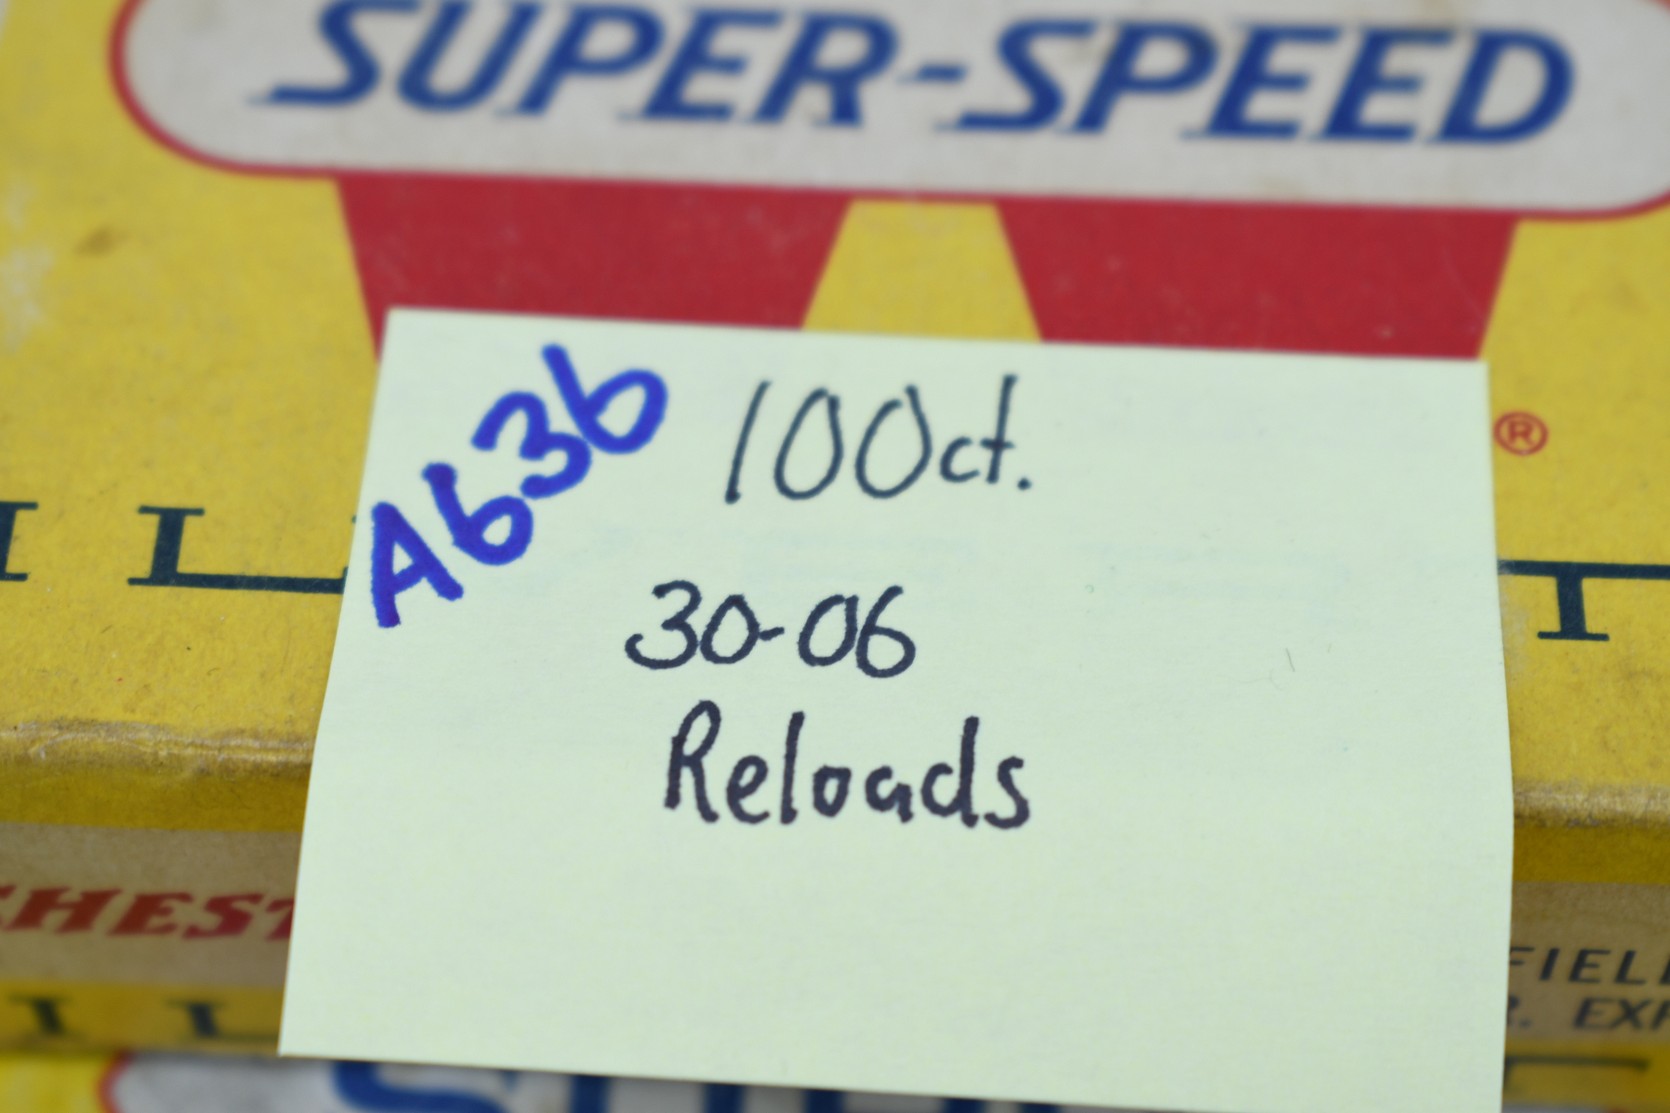 SUPER-SPEED
®
A636 100ct.
30-06
Reloads